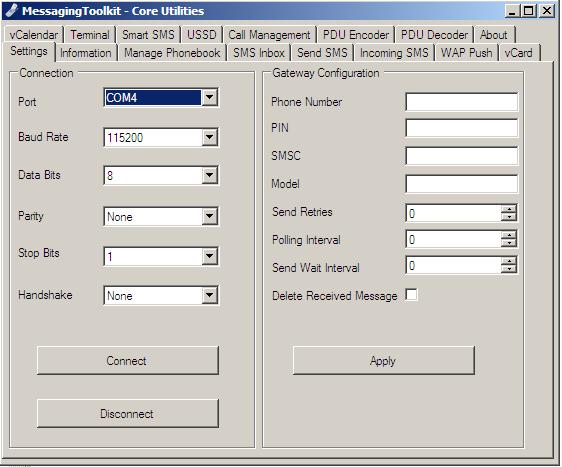 MessagingToolkit - Core Utilities
vCalendar Terminal Smart SMS USSD Call Management PDU Encoder PDU Decoder About
Settings Information Manage Phonebook SMS Inbox Send SMS Incoming SMS WAP Push vCard
Connection
Port COM4
Baud Rate 115200
Data Bits 8
Parity None
Stop Bits 1
Handshake None
Connect
Disconnect
Gateway Configuration
Phone Number
PIN
SMSC
Model
Send Retries 0
Polling Interval 0
Send Wait Interval 0
Delete Received Message
Apply